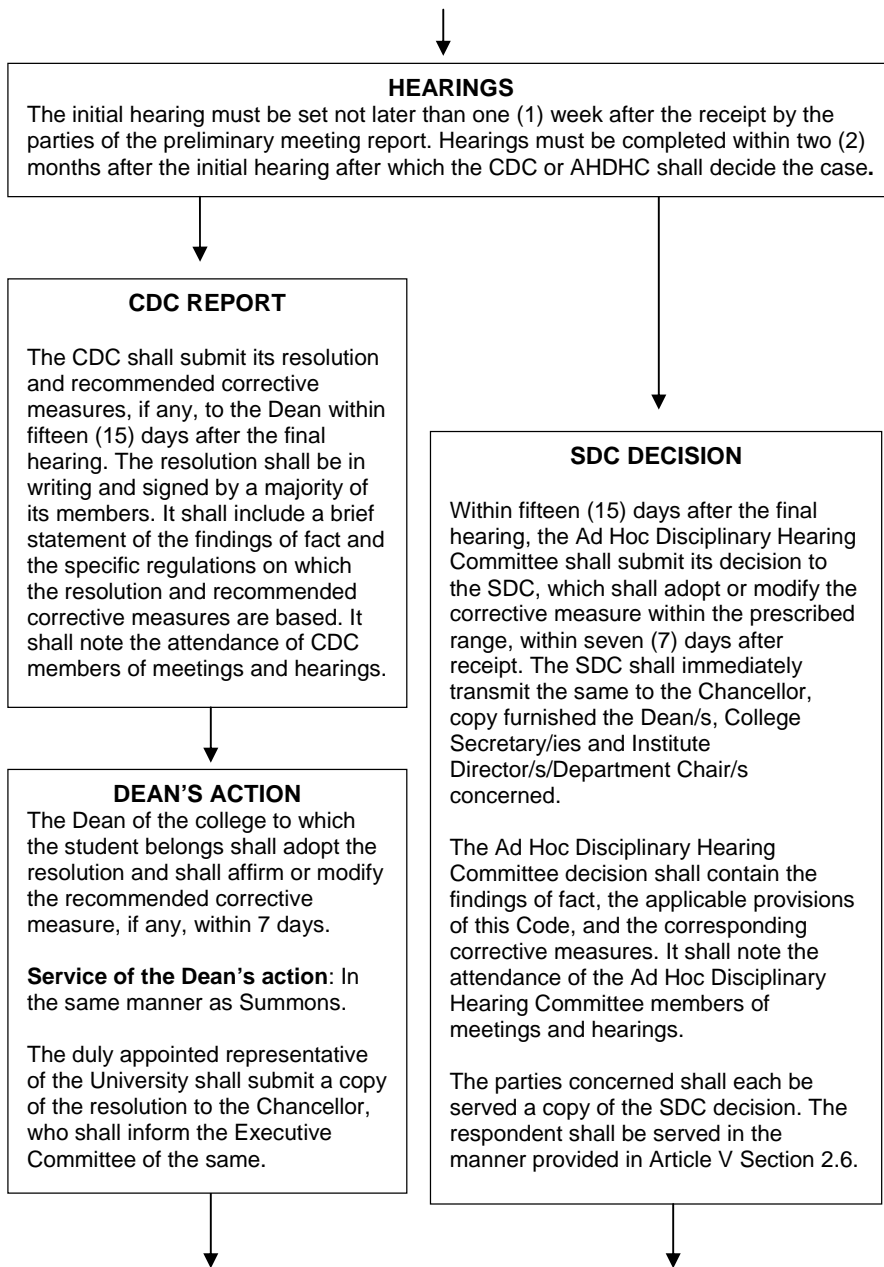 HEARINGS
The initial hearing must be set not later than one (1) week after the receipt by the
parties of the preliminary meeting report. Hearings must be completed within two (2)
months after the initial hearing after which the CDC or AHDHC shall decide the case.
CDC REPORT
The CDC shall submit its resolution
and recommended corrective
measures, if any, to the Dean within
fifteen (15) days after the final
hearing. The resolution shall be in
writing and signed by a majority of
its members. It shall include a brief
statement of the findings of fact and
the specific regulations on which
the resolution and recommended
corrective measures are based. It
shall note the attendance of CDC
members of meetings and hearings.
DEAN'S ACTION
The Dean of the college to which
the student belongs shall adopt the
resolution and shall affirm or modify
the recommended corrective
measure, if any, within 7 days.
Service of the Dean's action: In
the same manner as Summons.
The duly appointed representative
of the University shall submit a copy
of the resolution to the Chancellor,
who shall inform the Executive
Committee of the same.
SDC DECISION
Within fifteen (15) days after the final
hearing, the Ad Hoc Disciplinary Hearing
Committee shall submit its decision to
the SDC, which shall adopt or modify the
corrective measure within the prescribed
range, within seven (7) days after
receipt. The SDC shall immediately
transmit the same to the Chancellor,
copy furnished the Dean/s, College
Secretary/ies and Institute
Director/s/Department Chair/s
concerned.
The Ad Hoc Disciplinary Hearing
Committee decision shall contain the
findings of fact, the applicable provisions
of this Code, and the corresponding
corrective measures. It shall note the
attendance of the Ad Hoc Disciplinary
Hearing Committee members of
meetings and hearings.
The parties concerned shall each be
served a copy of the SDC decision. The
respondent shall be served in the
manner provided in Article V Section 2.6.